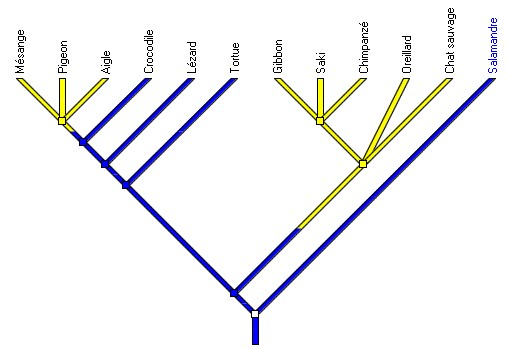 Mésange
Pigeon
Aigle
Crocodile
Lézard
Tortue
Gibbon
Saki
Chimpanzé
Oreillard
Chat sauvage
Salamandre